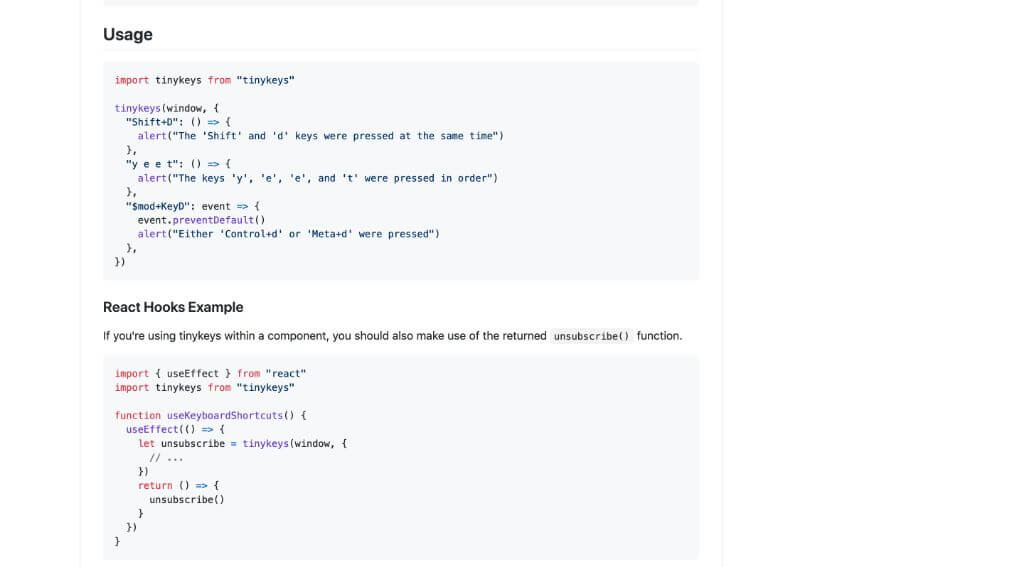 Usage
import tinykeys from "tinykeys"
tinykeys(window, {
  "Shift+D": () => {
    alert("The 'Shift' and 'd' keys were pressed at the same time")
  },
  "y e e t": () => {
    alert("The keys 'y', 'e', 'e', and 't' were pressed in order")
  },
  "$mod+KeyD": event => {
    event.preventDefault()
    alert("Either 'Control+d' or 'Meta+d' were pressed")
  },
})
React Hooks Example
If you're using tinykeys within a component, you should also make use of the returned unsubscribe() function.
import { useEffect } from "react"
import tinykeys from "tinykeys"
function useKeyboardShortcuts() {
  useEffect(() => {
    let unsubscribe = tinykeys(window, {
      // ...
    })
    return () => {
      unsubscribe()
    }
  })
}